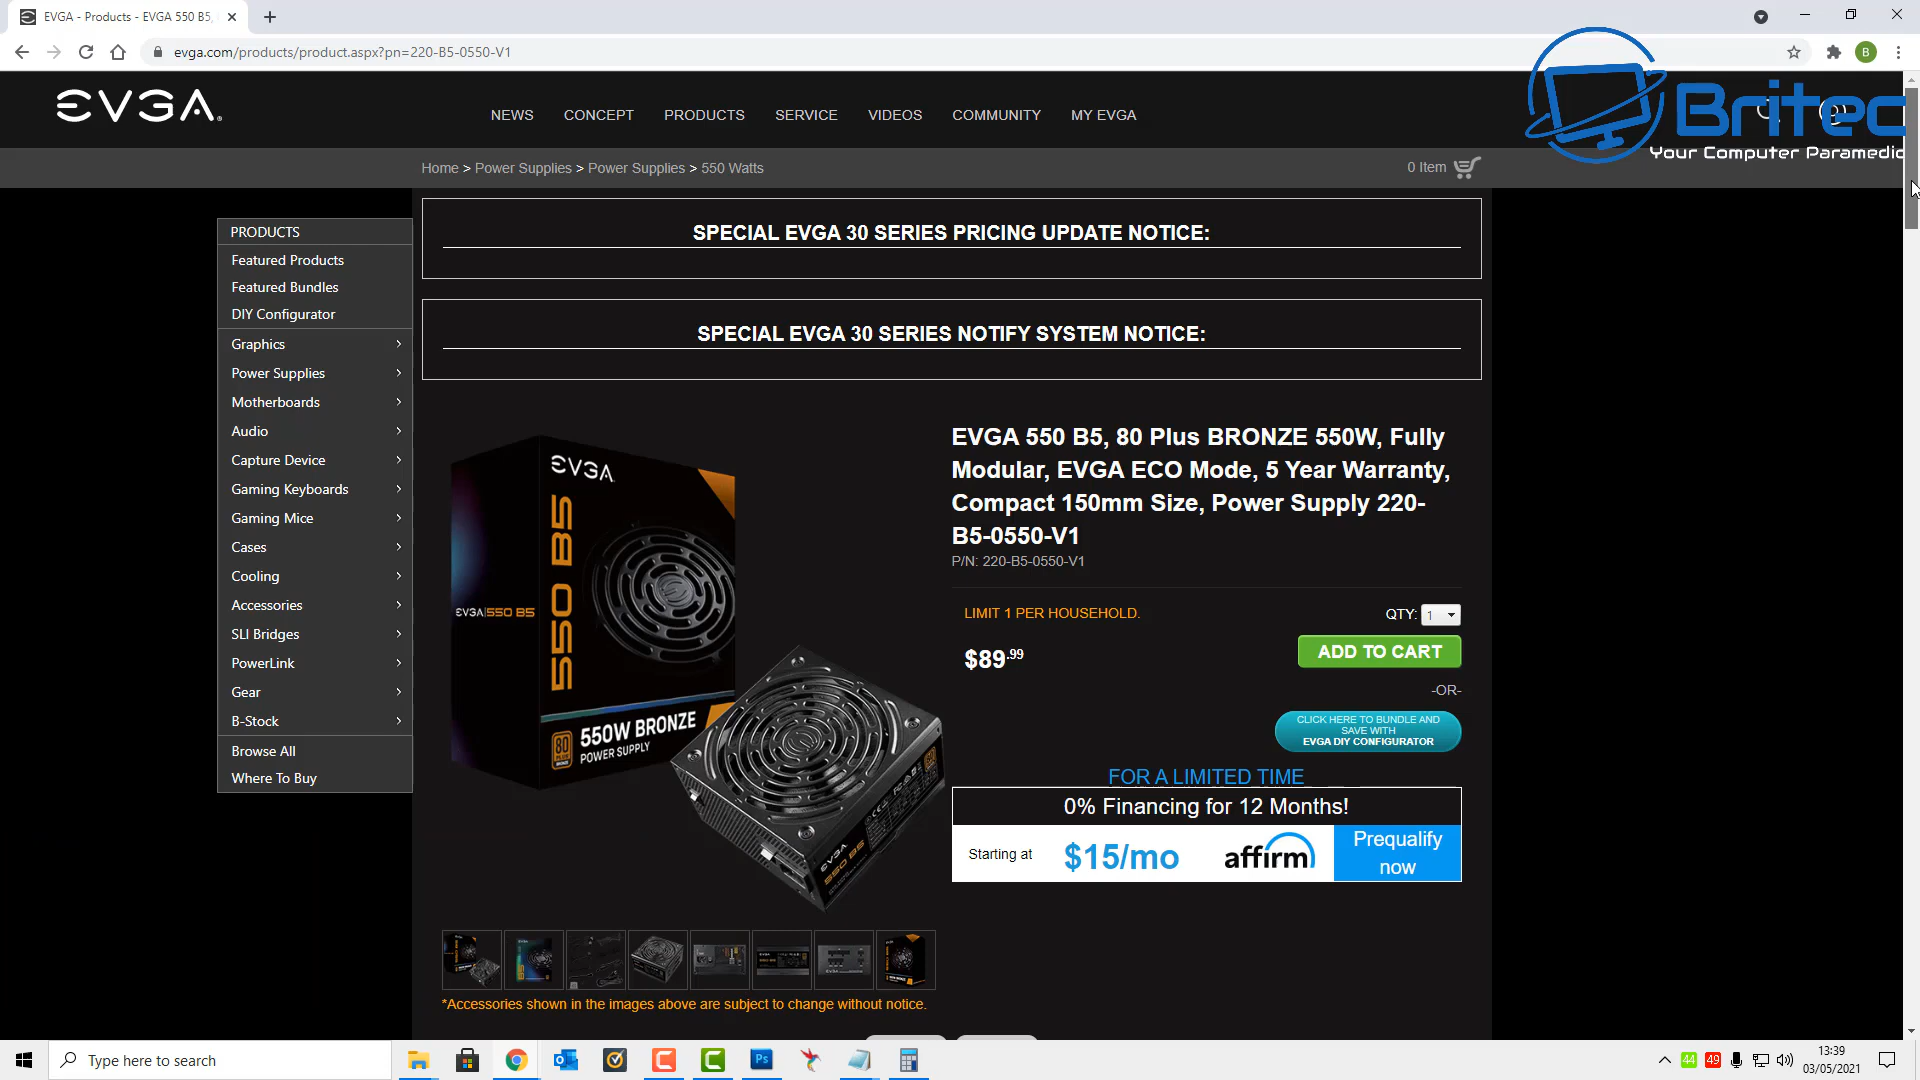 EVGA - Products - EVGA 550 B5,
evga.com/products/product.aspx?pn=220-B5-0550-V1
B
EVGA
NEWS
CONCEPT
PRODUCTS
SERVICE
VIDEOS
COMMUNITY
MY EVGA
Britec
Your Computer Paramedic
Home > Power Supplies > Power Supplies > 550 Watts
0 Item
PRODUCTS
Featured Products
Featured Bundles
DIY Configurator
Graphics
Power Supplies
Motherboards
Audio
Capture Device
Gaming Keyboards
Gaming Mice
Cases
Cooling
Accessories
SLI Bridges
PowerLink
Gear
B-Stock
Browse All
Where To Buy
SPECIAL EVGA 30 SERIES PRICING UPDATE NOTICE:
SPECIAL EVGA 30 SERIES NOTIFY SYSTEM NOTICE:
EVGA
550 B5
EVGA|550 B5
80
550W BRONZE
POWER SUPPLY
EVGA
550 B5
EVGA 550 B5, 80 Plus BRONZE 550W, Fully
Modular, EVGA ECO Mode, 5 Year Warranty,
Compact 150mm Size, Power Supply 220-
B5-0550-V1
P/N: 220-B5-0550-V1
LIMIT 1 PER HOUSEHOLD.
QTY: 1
$89.99
ADD TO CART
-OR-
CLICK HERE TO BUNDLE AND
SAVE WITH
EVGA DIY CONFIGURATOR
FOR A LIMITED TIME
0% Financing for 12 Months!
Starting at
$15/mo
affirm
Prequalify
now
*Accessories shown in the images above are subject to change without notice.
Type here to search
Ps
44
49
13:39
03/05/2021